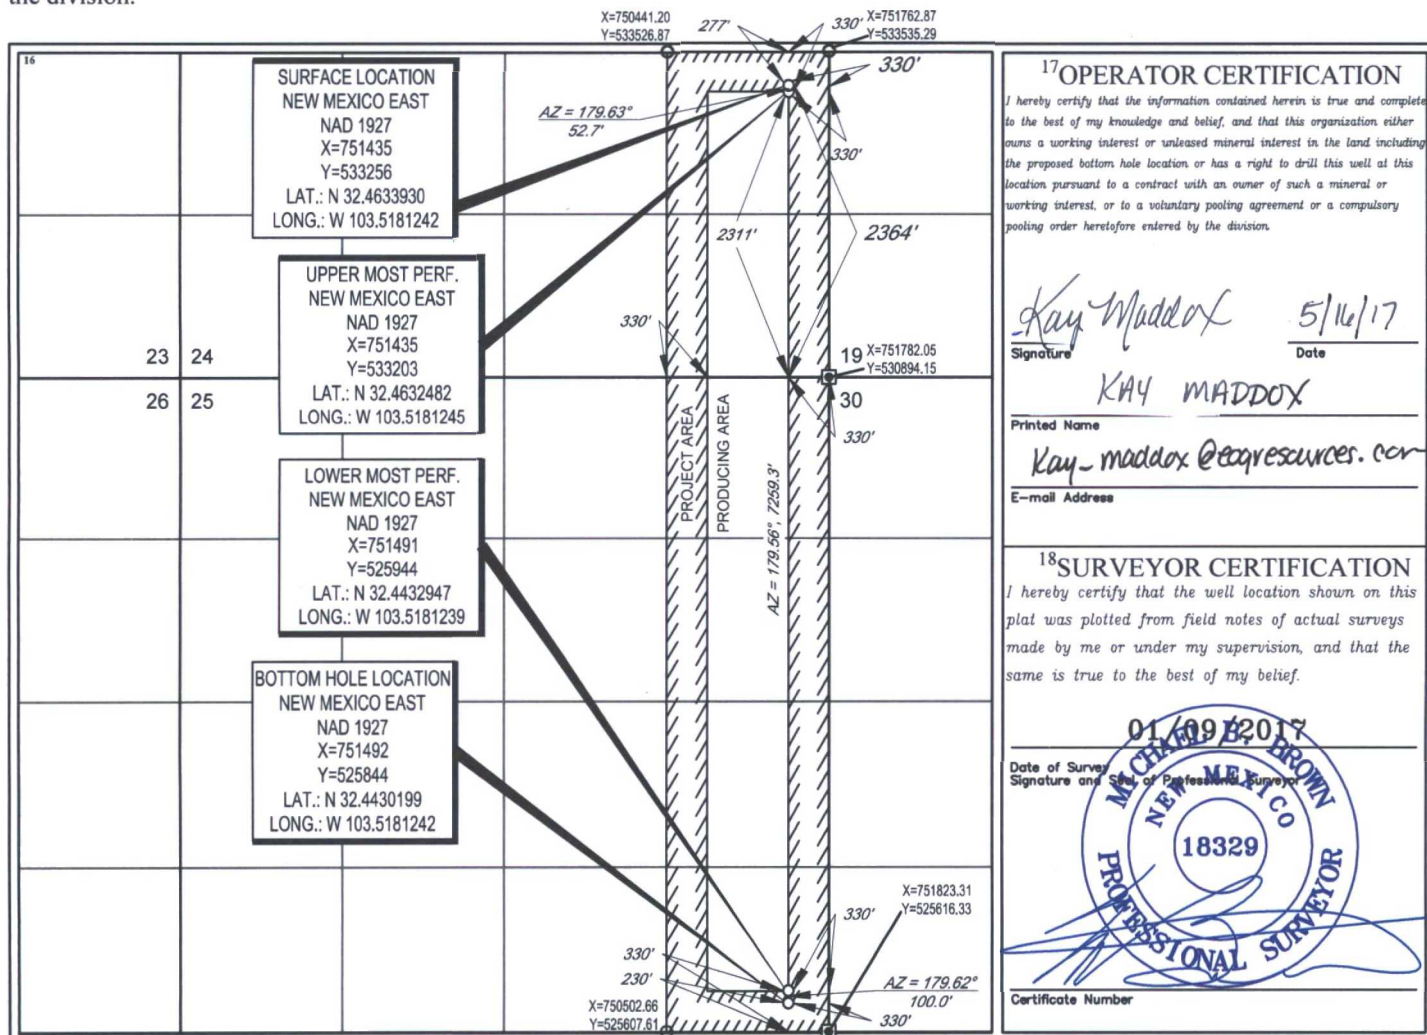 the division.
16
X=750441.20
Y=533526.87
277'
330'
X=751762.87
Y=533535.29
330'
SURFACE LOCATION
NEW MEXICO EAST
NAD 1927
X=751435
Y=533256
LAT.: N 32.4633930
LONG.: W 103.5181242
AZ = 179.63°
52.7'
330'
2311'
2364'
UPPER MOST PERF.
NEW MEXICO EAST
NAD 1927
X=751435
Y=533203
LAT.: N 32.4632482
LONG.: W 103.5181245
330'
23 24
26 25
19
30
X=751782.05
Y=530894.15
330'
PROJECT AREA
PRODUCING AREA
AZ = 179.56°, 7259.3'
LOWER MOST PERF.
NEW MEXICO EAST
NAD 1927
X=751491
Y=525944
LAT.: N 32.4432947
LONG.: W 103.5181239
BOTTOM HOLE LOCATION
NEW MEXICO EAST
NAD 1927
X=751492
Y=525844
LAT.: N 32.4430199
LONG.: W 103.5181242
X=751823.31
Y=525616.33
330'
330'
230'
AZ = 179.62°
100.0'
X=750502.66
Y=525607.61
330'
17 OPERATOR CERTIFICATION
I hereby certify that the information contained herein is true and complete
to the best of my knowledge and belief, and that this organization either
owns a working interest or unleased mineral interest in the land including
the proposed bottom hole location or has a right to drill this well at this
location pursuant to a contract with an owner of such a mineral or
working interest, or to a voluntary pooling agreement or a compulsory
pooling order heretofore entered by the division.
Kay Maddox 5/16/17
Signature Date
KAY MADDOX
Printed Name
Kay_maddox@eogresources.com
E-mail Address
18 SURVEYOR CERTIFICATION
I hereby certify that the well location shown on this
plat was plotted from field notes of actual surveys
made by me or under my supervision, and that the
same is true to the best of my belief.
01/09/2017
Date of Survey
Signature and Seal of Professional Surveyor
MICHAEL B. BROWN
NEW MEXICO
18329
PROFESSIONAL SURVEYOR
Certificate Number